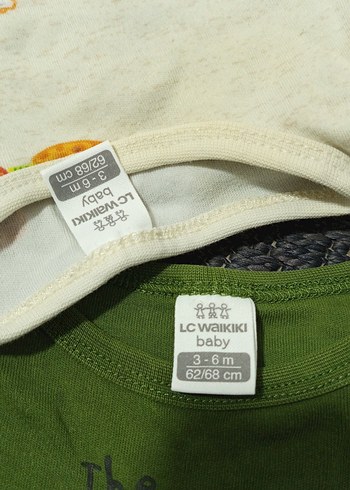 62/68 cm
3 - 6 m
baby
LC WAIKIKI
LC WAIKIKI
baby
3 - 6 m
62/68 cm
The